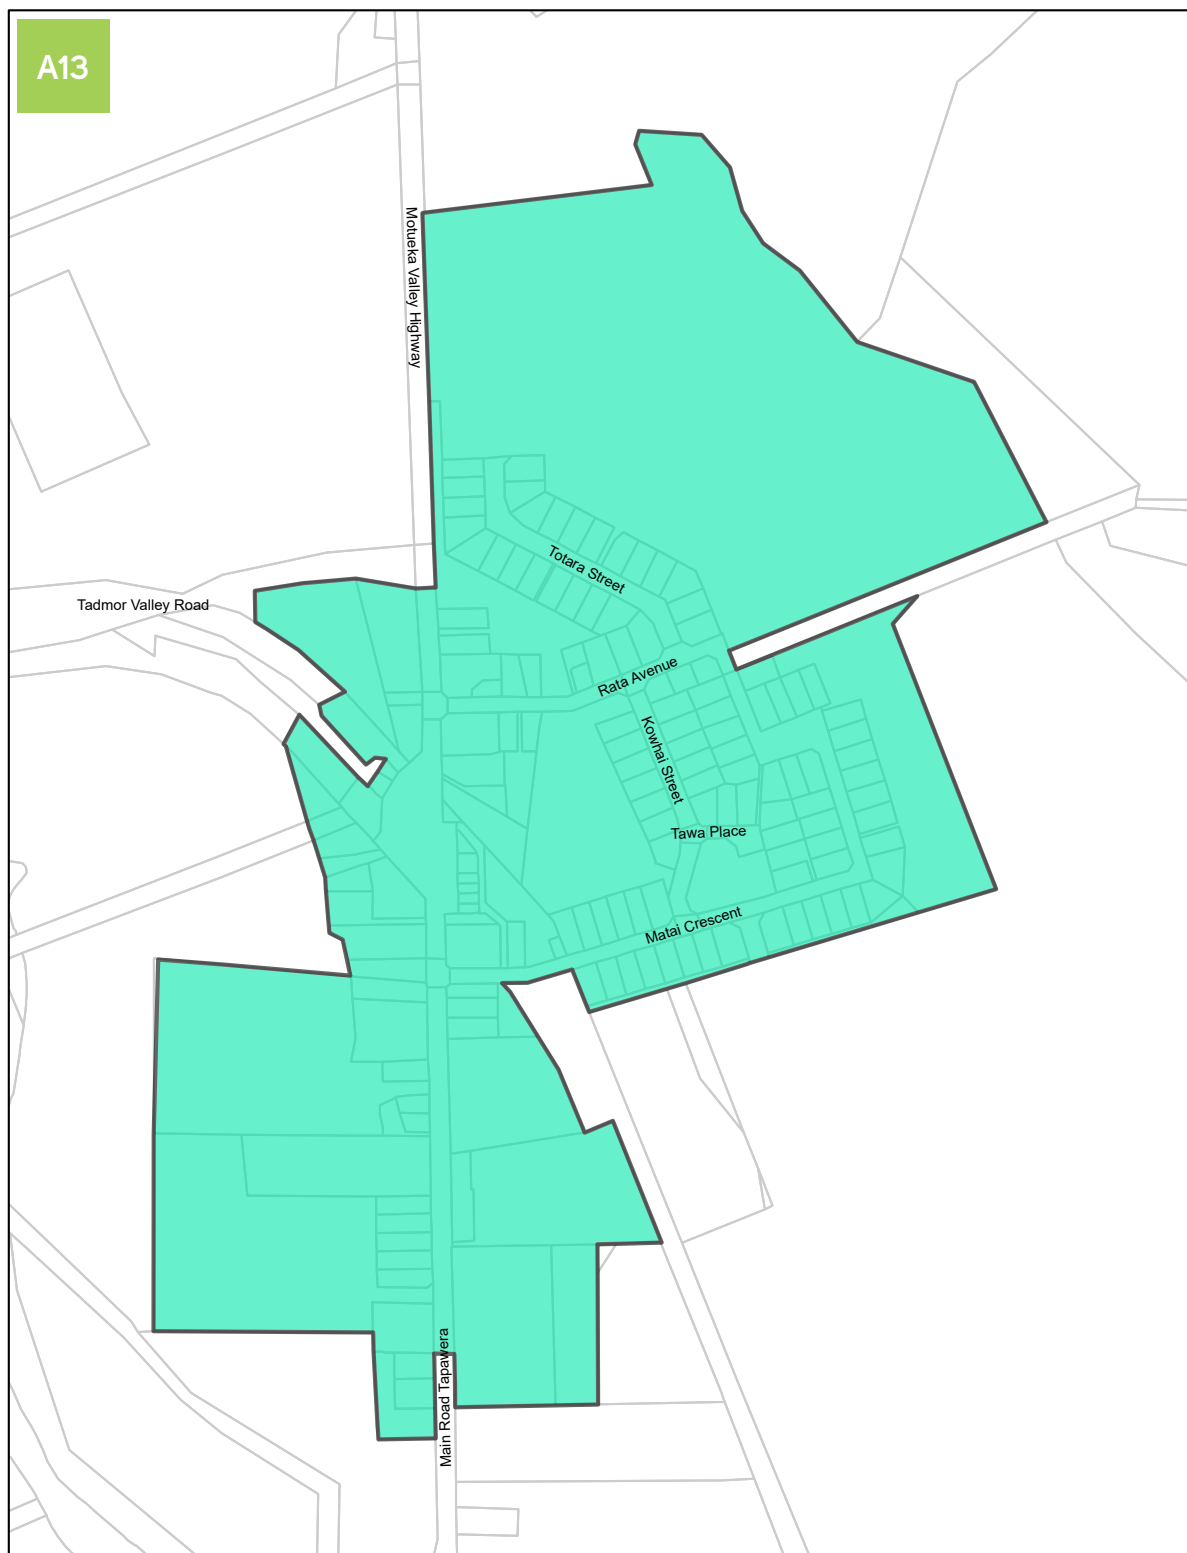 A13
Motueka Valley Highway
Totara Street
Tadmor Valley Road
Rata Avenue
Kowhai Street
Tawa Place
Matai Crescent
Main Road Tapawera